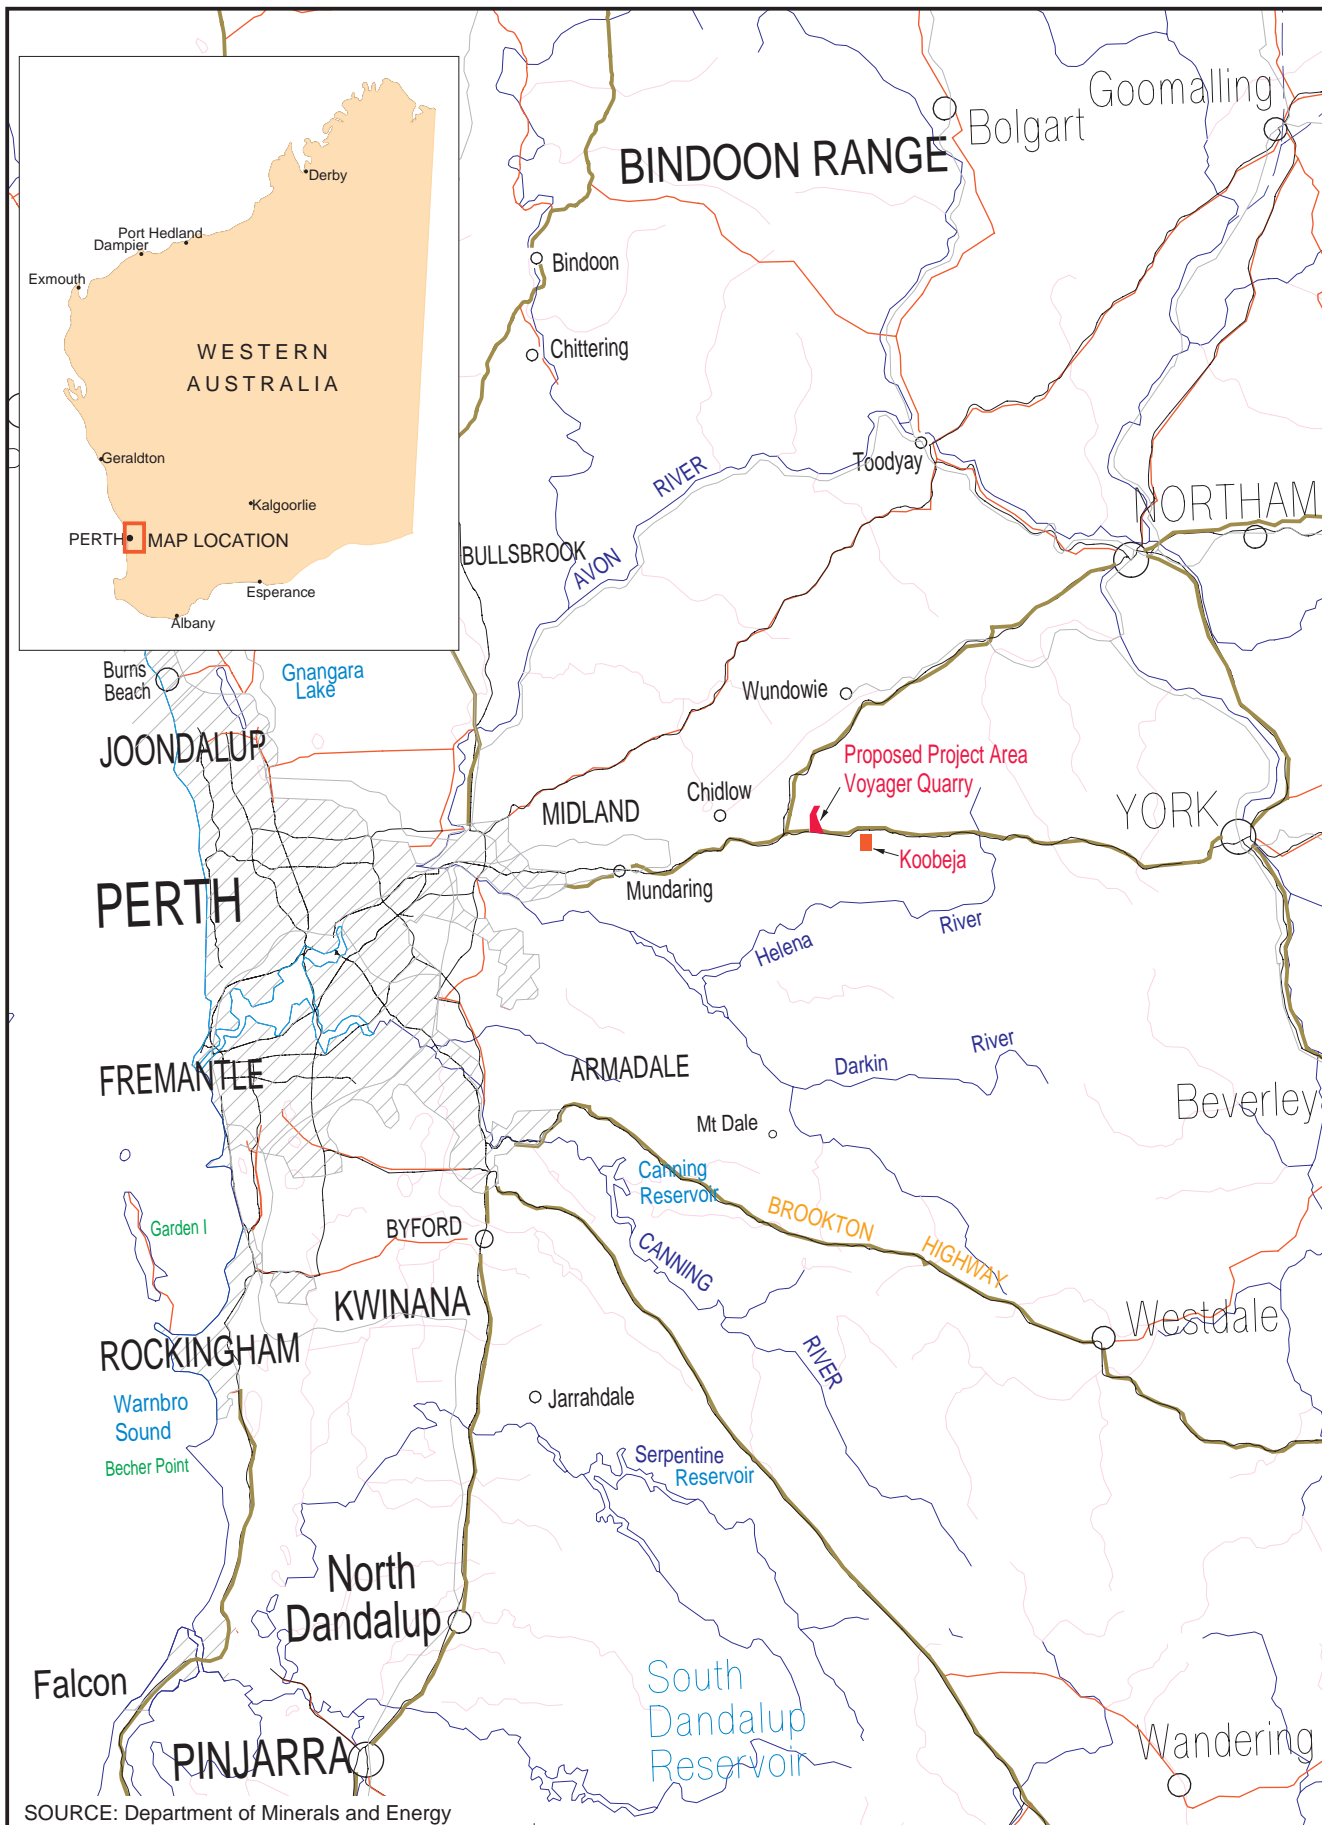 Goomalling
Bolgart
BINDOON RANGE
Derby
Port Hedland
Dampier
Exmouth
Bindoon
WESTERN
AUSTRALIA
Chittering
Geraldton
Toodyay
RIVER
Kalgoorlie
NORTHAM
PERTH
MAP LOCATION
BULLSBROOK
AVON
Esperance
Albany
Burns
Beach
Gnangara
Lake
Wundowie
JOONDALUP
Proposed Project Area
Voyager Quarry
Chidlow
MIDLAND
YORK
Koobeja
PERTH
Mundaring
River
Helena
River
Darkin
FREMANTLE
ARMADALE
Beverley
Mt Dale
Canning
Reservoir
Garden I
BYFORD
BROOKTON
HIGHWAY
CANNING
KWINANA
Westdale
ROCKINGHAM
RIVER
Warnbro
Sound
Jarrahdale
Becher Point
Serpentine
Reservoir
North
Dandalup
Falcon
South
Dandalup
Reservoir
Wandering
PINJARRA
SOURCE: Department of Minerals and Energy